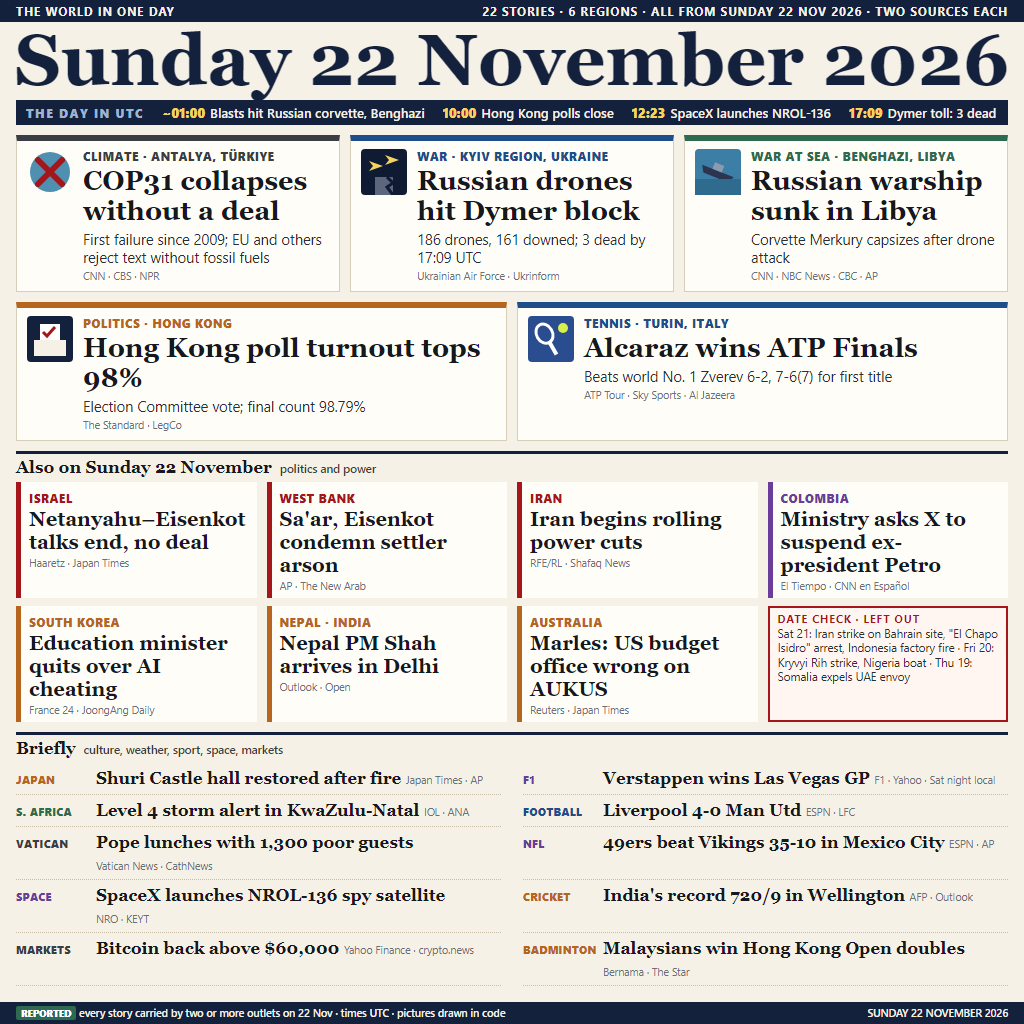 THE WORLD IN ONE DAY
22 STORIES · 6 REGIONS · ALL FROM SUNDAY 22 NOV 2026 · TWO SOURCES EACH
Sunday 22 November 2026
THE DAY IN UTC ~01:00 Blasts hit Russian corvette, Benghazi 10:00 Hong Kong polls close 12:23 SpaceX launches NROL-136 17:09 Dymer toll: 3 dead
CLIMATE · ANTALYA, TÜRKIYE
COP31 collapses
without a deal
First failure since 2009; EU and others
reject text without fossil fuels
CNN · CBS · NPR
WAR · KYIV REGION, UKRAINE
Russian drones
hit Dymer block
186 drones, 161 downed; 3 dead by
17:09 UTC
Ukrainian Air Force · Ukrinform
WAR AT SEA · BENGHAZI, LIBYA
Russian warship
sunk in Libya
Corvette Merkury capsizes after drone
attack
CNN · NBC News · CBC · AP
POLITICS · HONG KONG
Hong Kong poll turnout tops
98%
Election Committee vote; final count 98.79%
The Standard · LegCo
TENNIS · TURIN, ITALY
Alcaraz wins ATP Finals
Beats world No. 1 Zverev 6-2, 7-6(7) for first title
ATP Tour · Sky Sports · Al Jazeera
Also on Sunday 22 November politics and power
ISRAEL
Netanyahu–Eisenkot
talks end, no deal
Haaretz · Japan Times
WEST BANK
Sa'ar, Eisenkot
condemn settler
arson
AP · The New Arab
IRAN
Iran begins rolling
power cuts
RFE/RL · Shafaq News
COLOMBIA
Ministry asks X to
suspend ex-
president Petro
El Tiempo · CNN en Español
SOUTH KOREA
Education minister
quits over AI
cheating
France 24 · JoongAng Daily
NEPAL · INDIA
Nepal PM Shah
arrives in Delhi
Outlook · Open
AUSTRALIA
Marles: US budget
office wrong on
AUKUS
Reuters · Japan Times
DATE CHECK · LEFT OUT
Sat 21: Iran strike on Bahrain site, "El Chapo
Isidro" arrest, Indonesia factory fire · Fri 20:
Kryvyi Rih strike, Nigeria boat · Thu 19:
Somalia expels UAE envoy
Briefly culture, weather, sport, space, markets
JAPAN Shuri Castle hall restored after fire Japan Times · AP
S. AFRICA Level 4 storm alert in KwaZulu-Natal IOL · ANA
VATICAN Pope lunches with 1,300 poor guests
Vatican News · CathNews
SPACE SpaceX launches NROL-136 spy satellite
NRO · KEYT
MARKETS Bitcoin back above $60,000 Yahoo Finance · crypto.news
F1 Verstappen wins Las Vegas GP F1 · Yahoo · Sat night local
FOOTBALL Liverpool 4-0 Man Utd ESPN · LFC
NFL 49ers beat Vikings 35-10 in Mexico City ESPN · AP
CRICKET India's record 720/9 in Wellington AFP · Outlook
BADMINTON Malaysians win Hong Kong Open doubles
Bernama · The Star
REPORTED every story carried by two or more outlets on 22 Nov · times UTC · pictures drawn in code
SUNDAY 22 NOVEMBER 2026